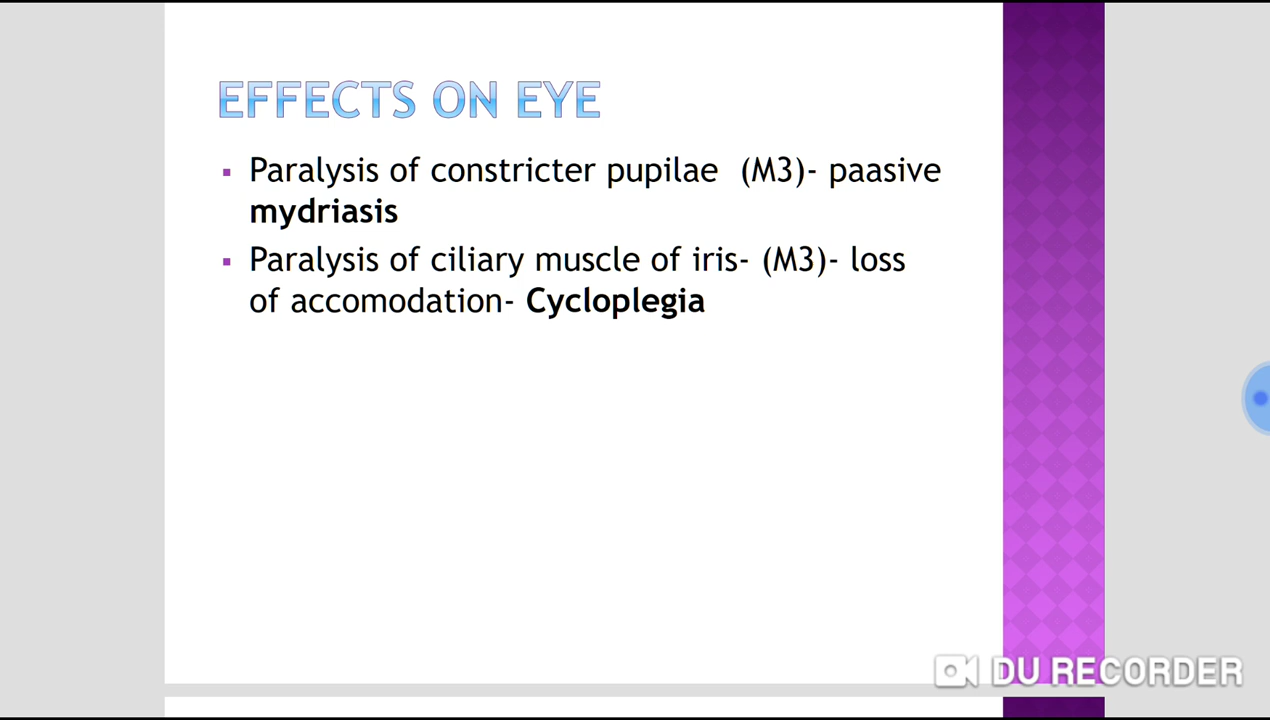 EFFECTS ON EYE
Paralysis of constricter pupilae (M3)- paasive
mydriasis
Paralysis of ciliary muscle of iris- (M3)- loss
of accomodation- Cycloplegia
DU RECORDER